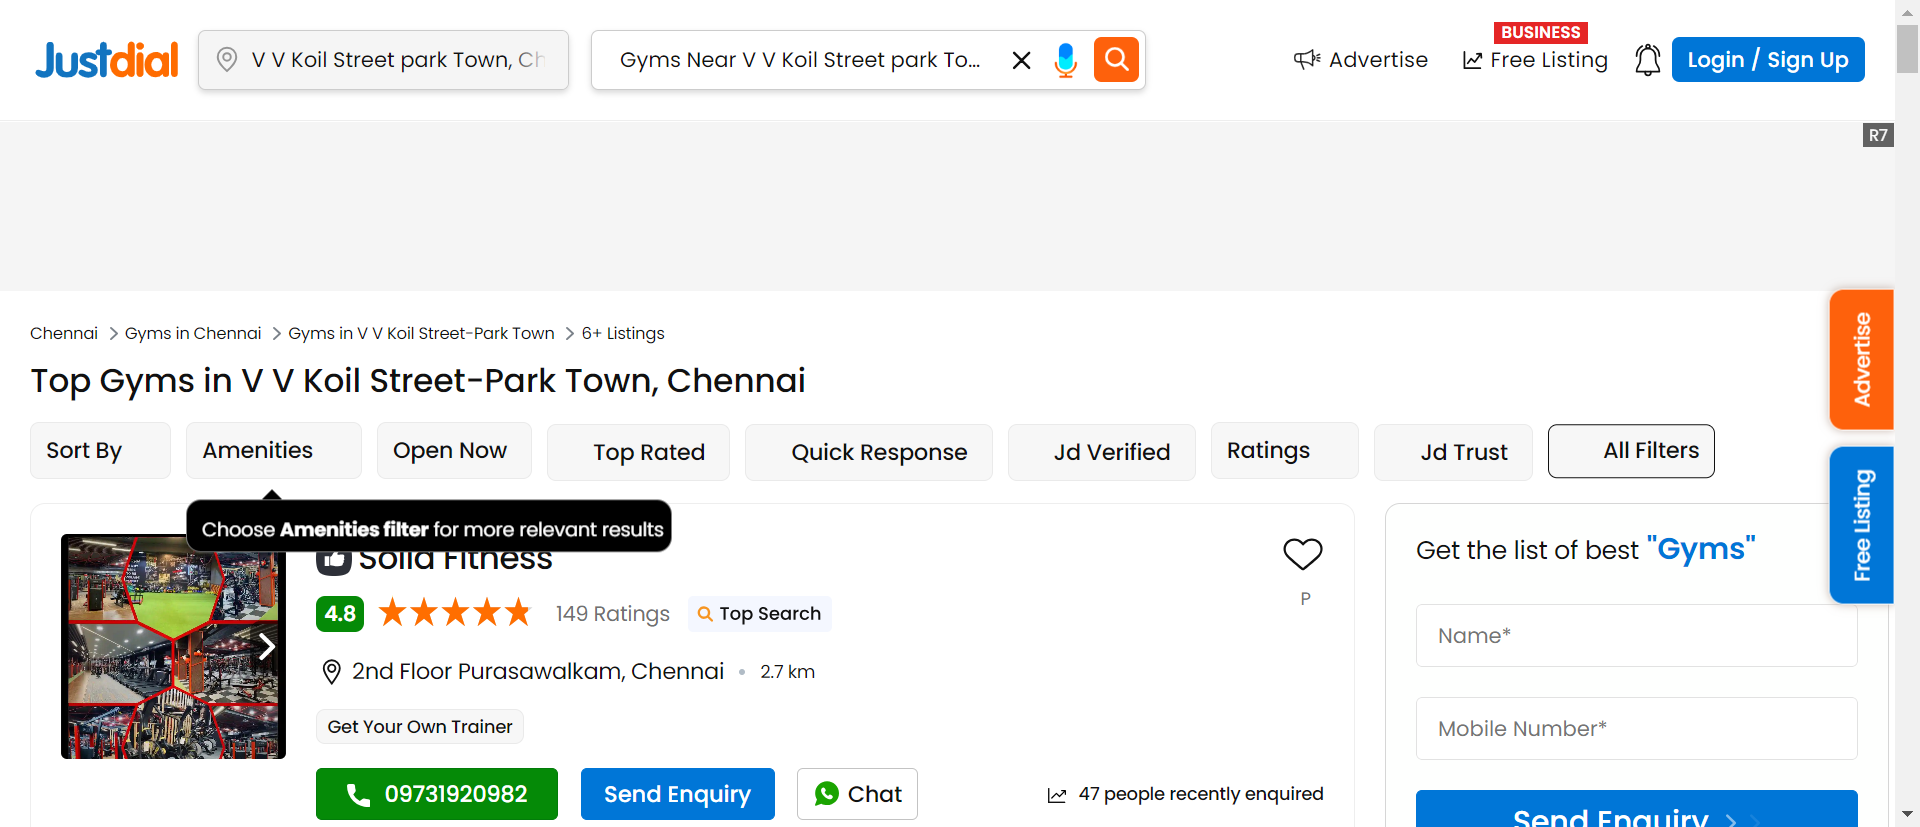 Justdial
V V Koil Street park Town, Ch
Gyms Near V V Koil Street park To...
Advertise
BUSINESS
Free Listing
Login / Sign Up
R7
Chennai > Gyms in Chennai > Gyms in V V Koil Street-Park Town > 6+ Listings
Top Gyms in V V Koil Street-Park Town, Chennai
Sort By Amenities Open Now Top Rated Quick Response Jd Verified Ratings Jd Trust All Filters
Choose Amenities filter for more relevant results
Solid Fitness
4.8 149 Ratings Top Search
2nd Floor Purasawalkam, Chennai • 2.7 km
Get Your Own Trainer
09731920982 Send Enquiry Chat 47 people recently enquired
P
Get the list of best "Gyms"
Name*
Mobile Number*
Send Enquiry
Advertise
Free Listing